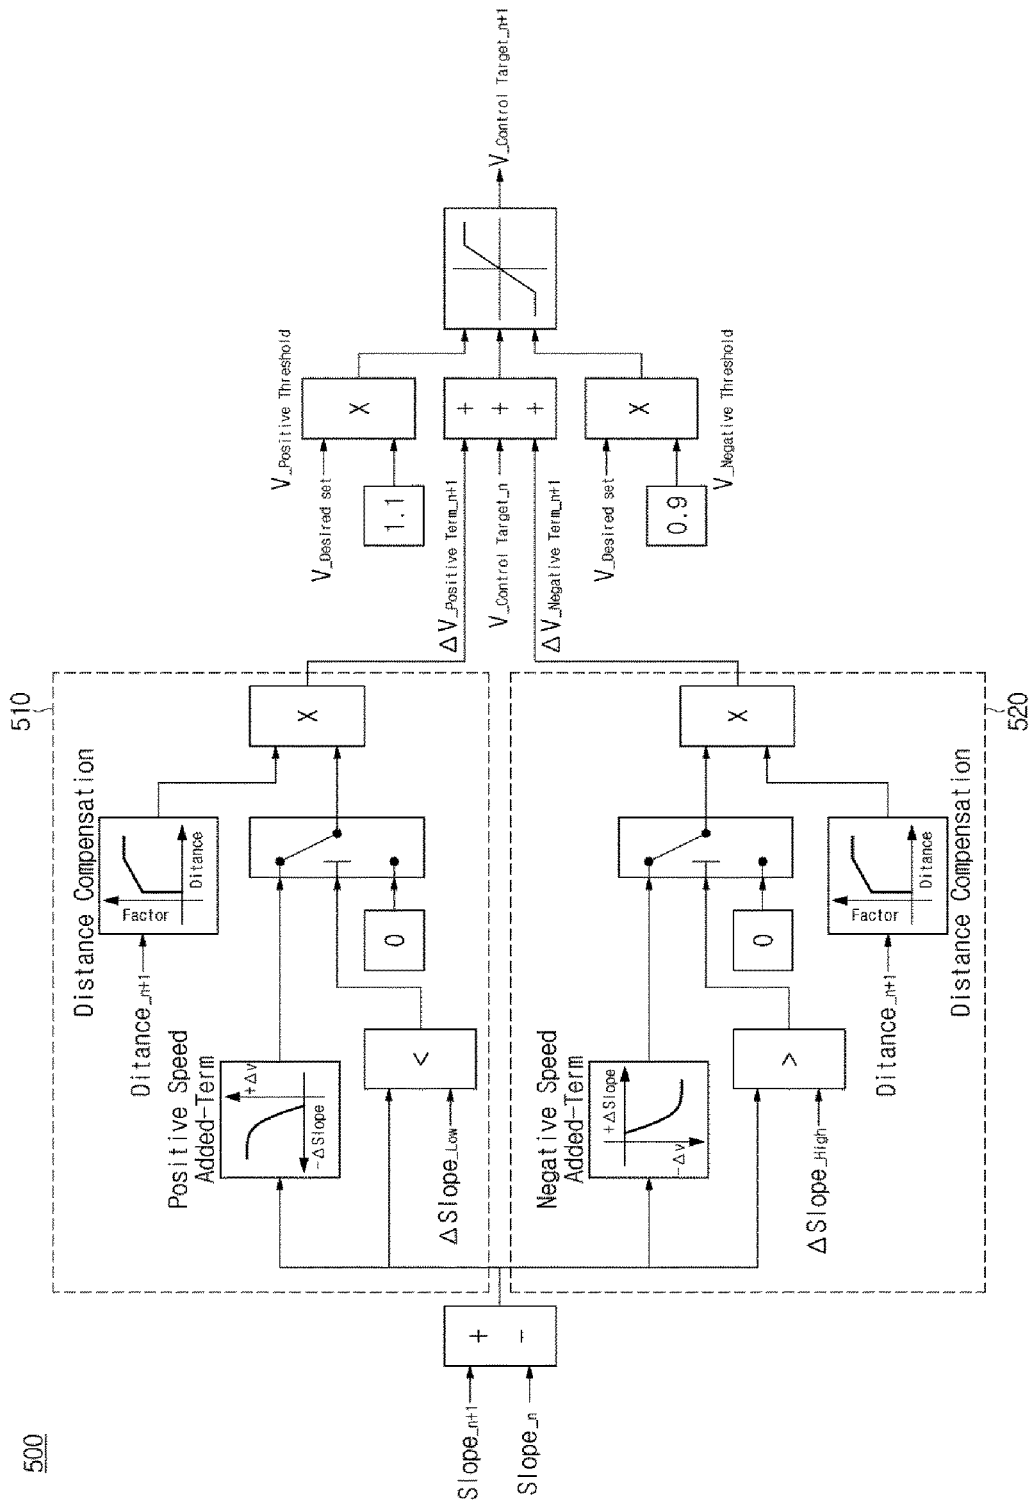 500
Slope_n+1
Slope_n
+
−
510
Positive Speed
Added-Term
+Δv
-ΔSlope
ΔSlope_Low
<
0
Distance_n+1
Factor
Ditance
Distance Compensation
X
520
Negative Speed
Added-Term
+ΔSlope
-Δv
ΔSlope_High
>
0
Distance_n+1
Factor
Ditance
Distance Compensation
X
ΔV_Positive Term_n+1
V_Control Target_n
ΔV_Negative Term_n+1
+
+
+
V_Desired set
1.1
X
V_Positive Threshold
V_Desired set
0.9
X
V_Negative Threshold
V_Control Target_n+1